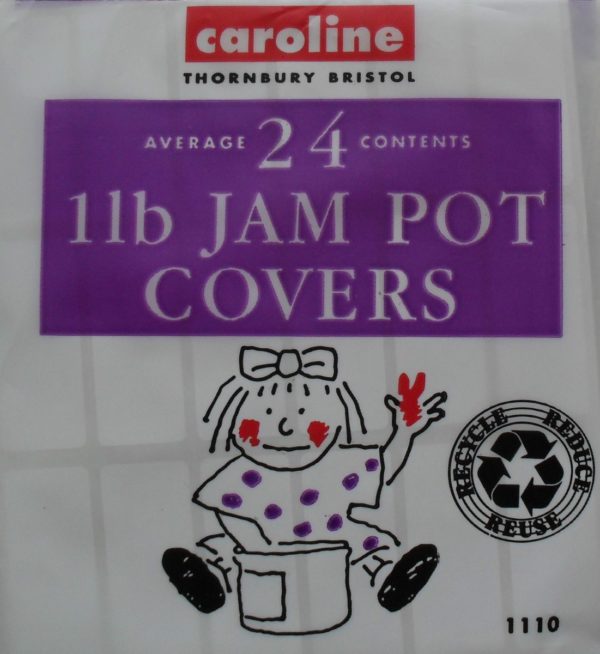 caroline
THORNBURY BRISTOL
AVERAGE 24 CONTENTS
1lb JAM POT
COVERS
RECYCLE REDUCE
REUSE
1110